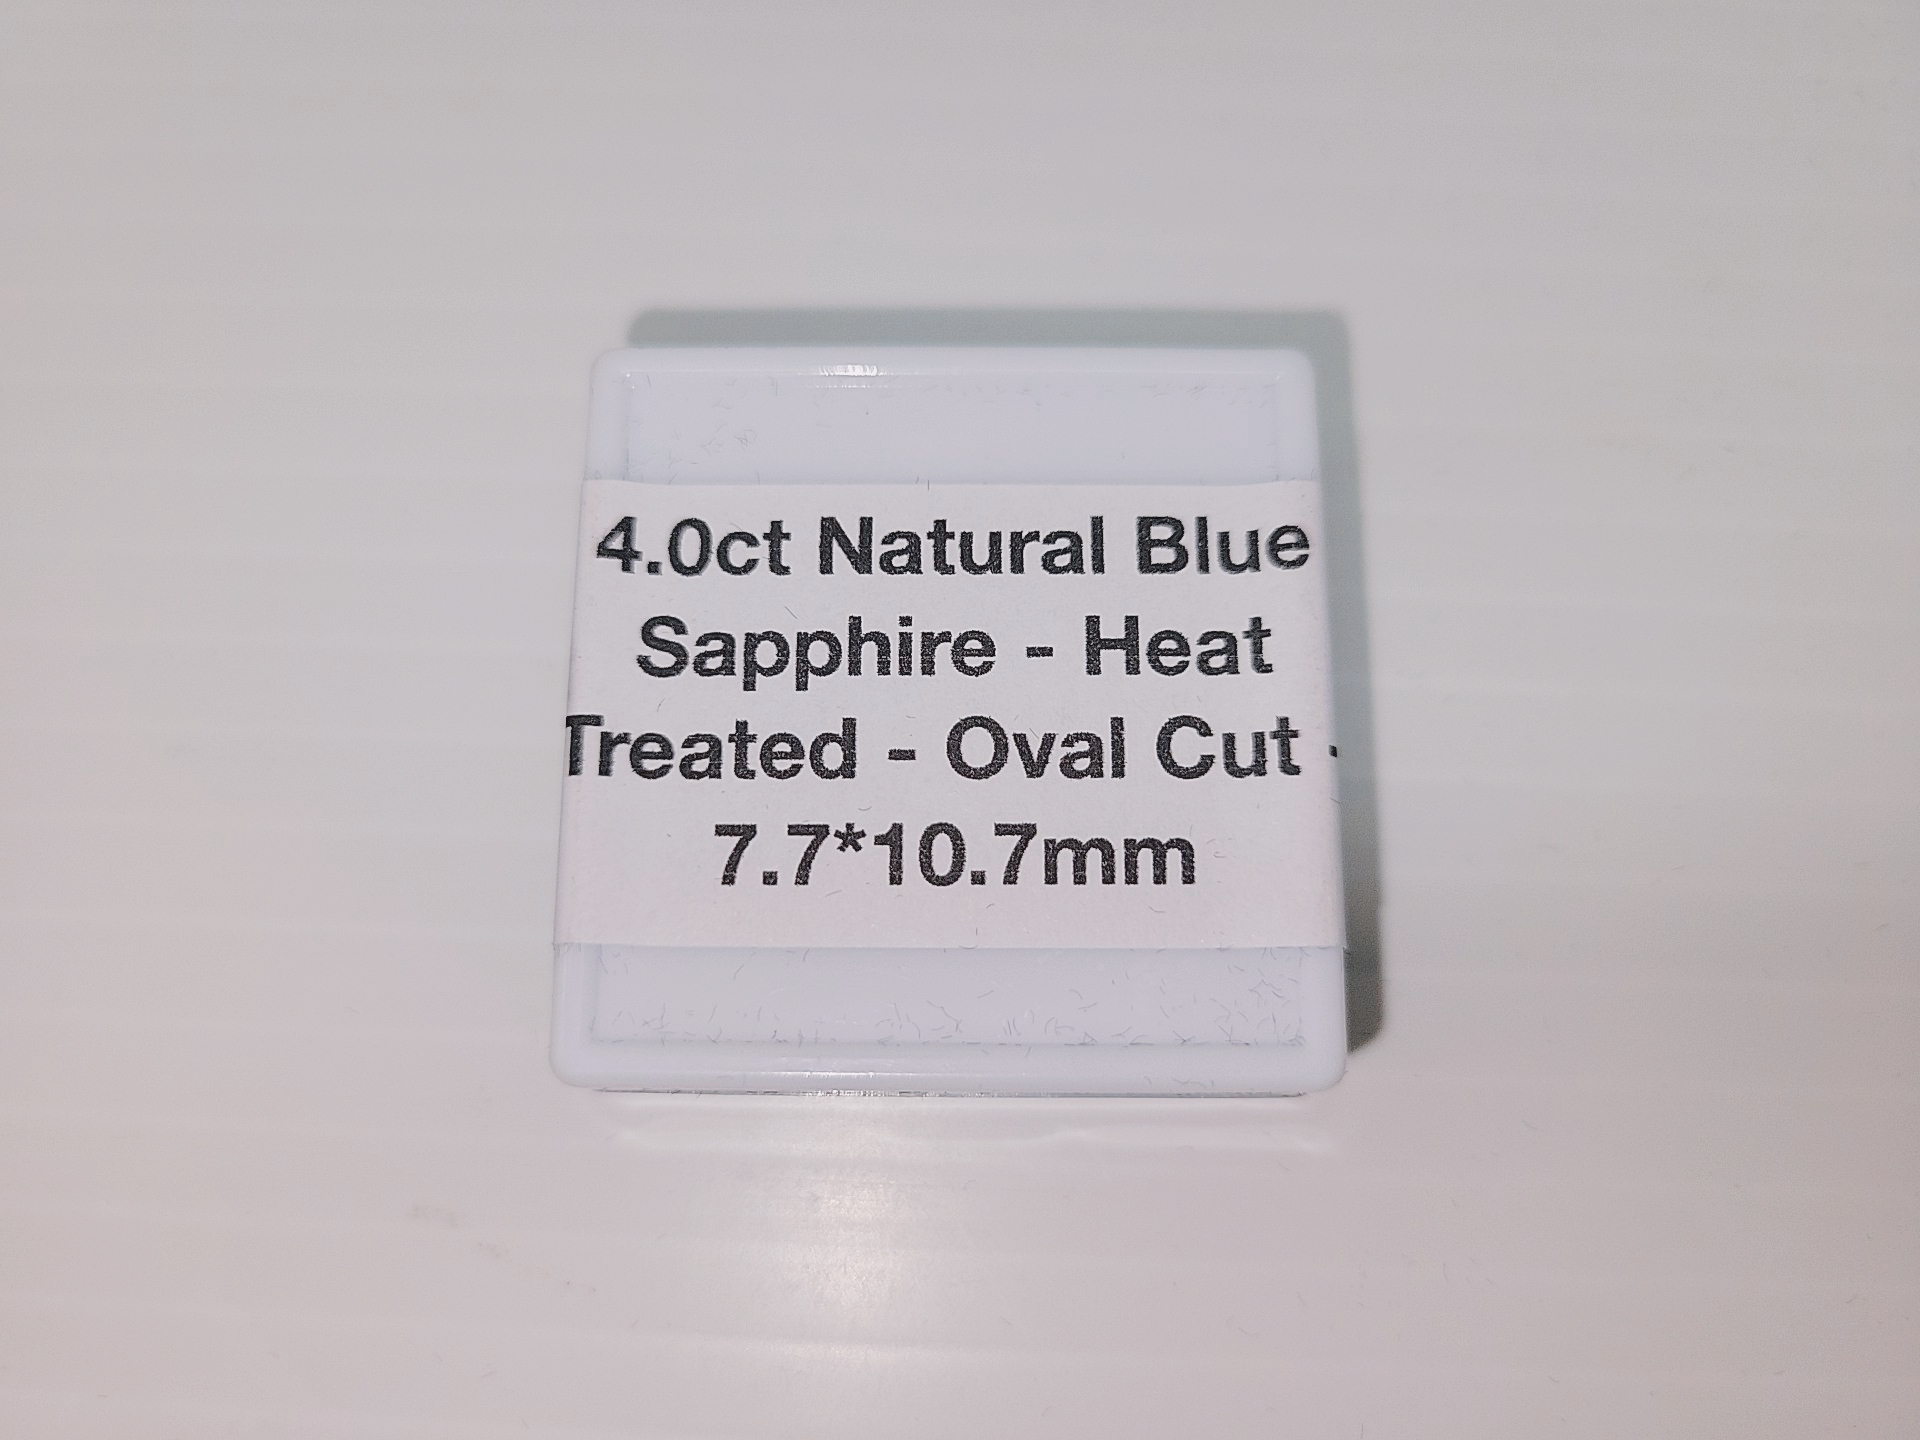 4.0ct Natural Blue
Sapphire - Heat
Treated - Oval Cut -
7.7*10.7mm